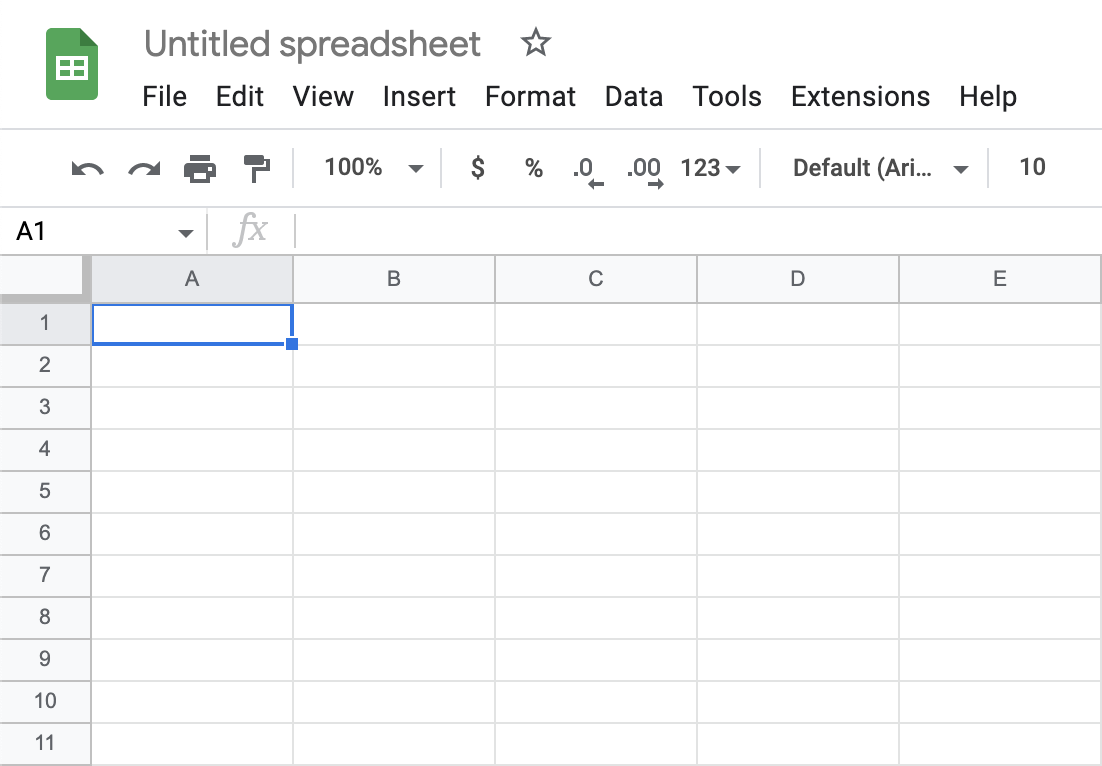 Untitled spreadsheet
File Edit View Insert Format Data Tools Extensions Help
100% $ % .0 .00 123 Default (Ari... 10
A1 fx
A B C D E
1
2
3
4
5
6
7
8
9
10
11